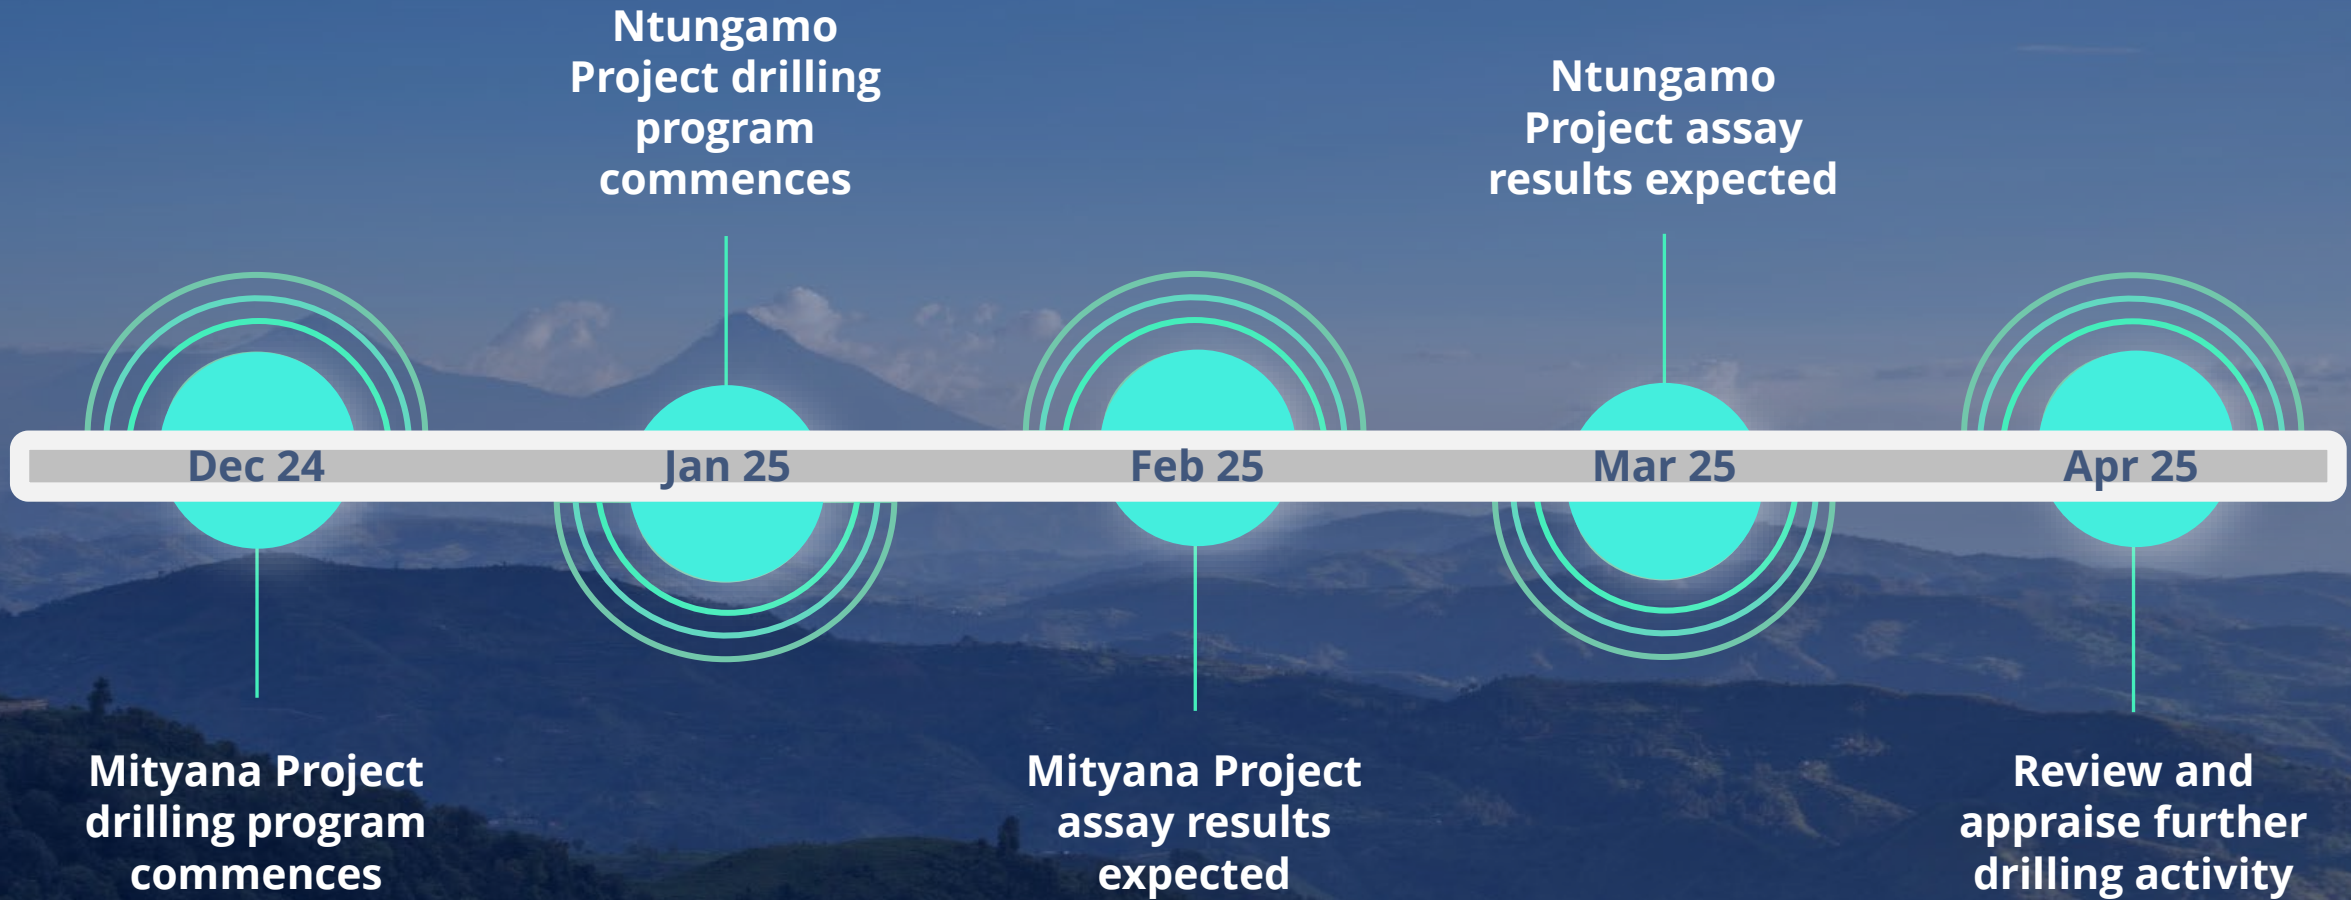 Ntungamo
Project drilling
program
commences
Ntungamo
Project assay
results expected
Dec 24
Jan 25
Feb 25
Mar 25
Apr 25
Mityana Project
drilling program
commences
Mityana Project
assay results
expected
Review and
appraise further
drilling activity